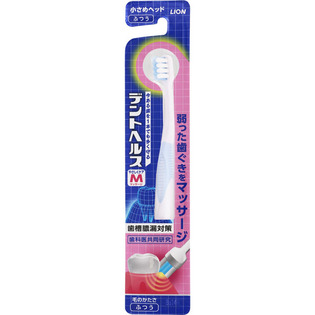 小さめヘッド
ふつう
LION
デントヘルス
M
弱った歯ぐきをマッサージ
歯槽膿漏対策
歯科医共同研究
毛のかたさ
ふつう